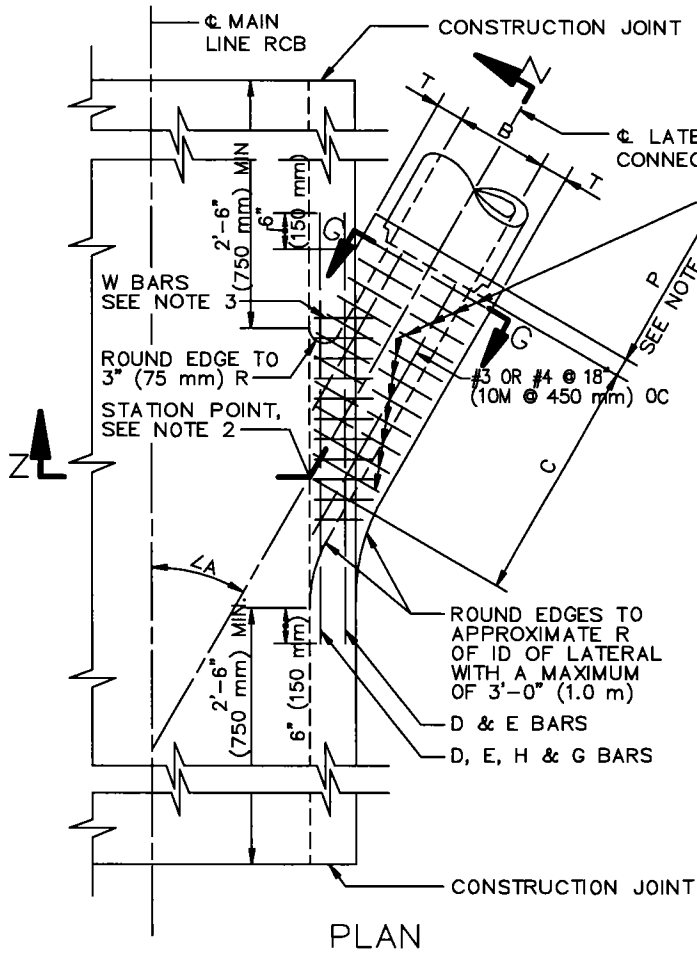 ℄ MAIN
LINE RCB
CONSTRUCTION JOINT
Z
T
B
T
℄
CONNEC
2'-6"
(750 mm) MIN
6"
(150 mm)
G
W BARS
SEE NOTE 3
P
SEE NOTE
ROUND EDGE TO
3" (75 mm) R
G
#3 OR #4 @ 18"
(10M @ 450 mm) OC
STATION POINT,
SEE NOTE 2
Z
C
∠A
2'-6"
(750 mm) MIN.
6" (150 mm)
ROUND EDGES TO
APPROXIMATE R
OF ID OF LATERAL
WITH A MAXIMUM
OF 3'-0" (1.0 m)
D & E BARS
D, E, H & G BARS
CONSTRUCTION JOINT
PLAN